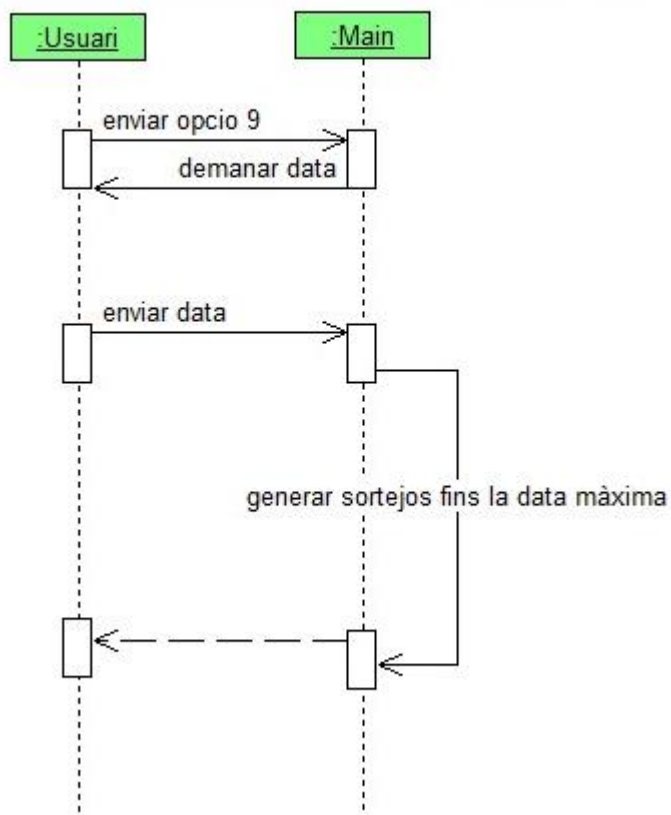 :Usuari
:Main
enviar opcio 9
demanar data
enviar data
generar sortejos fins la data màxima